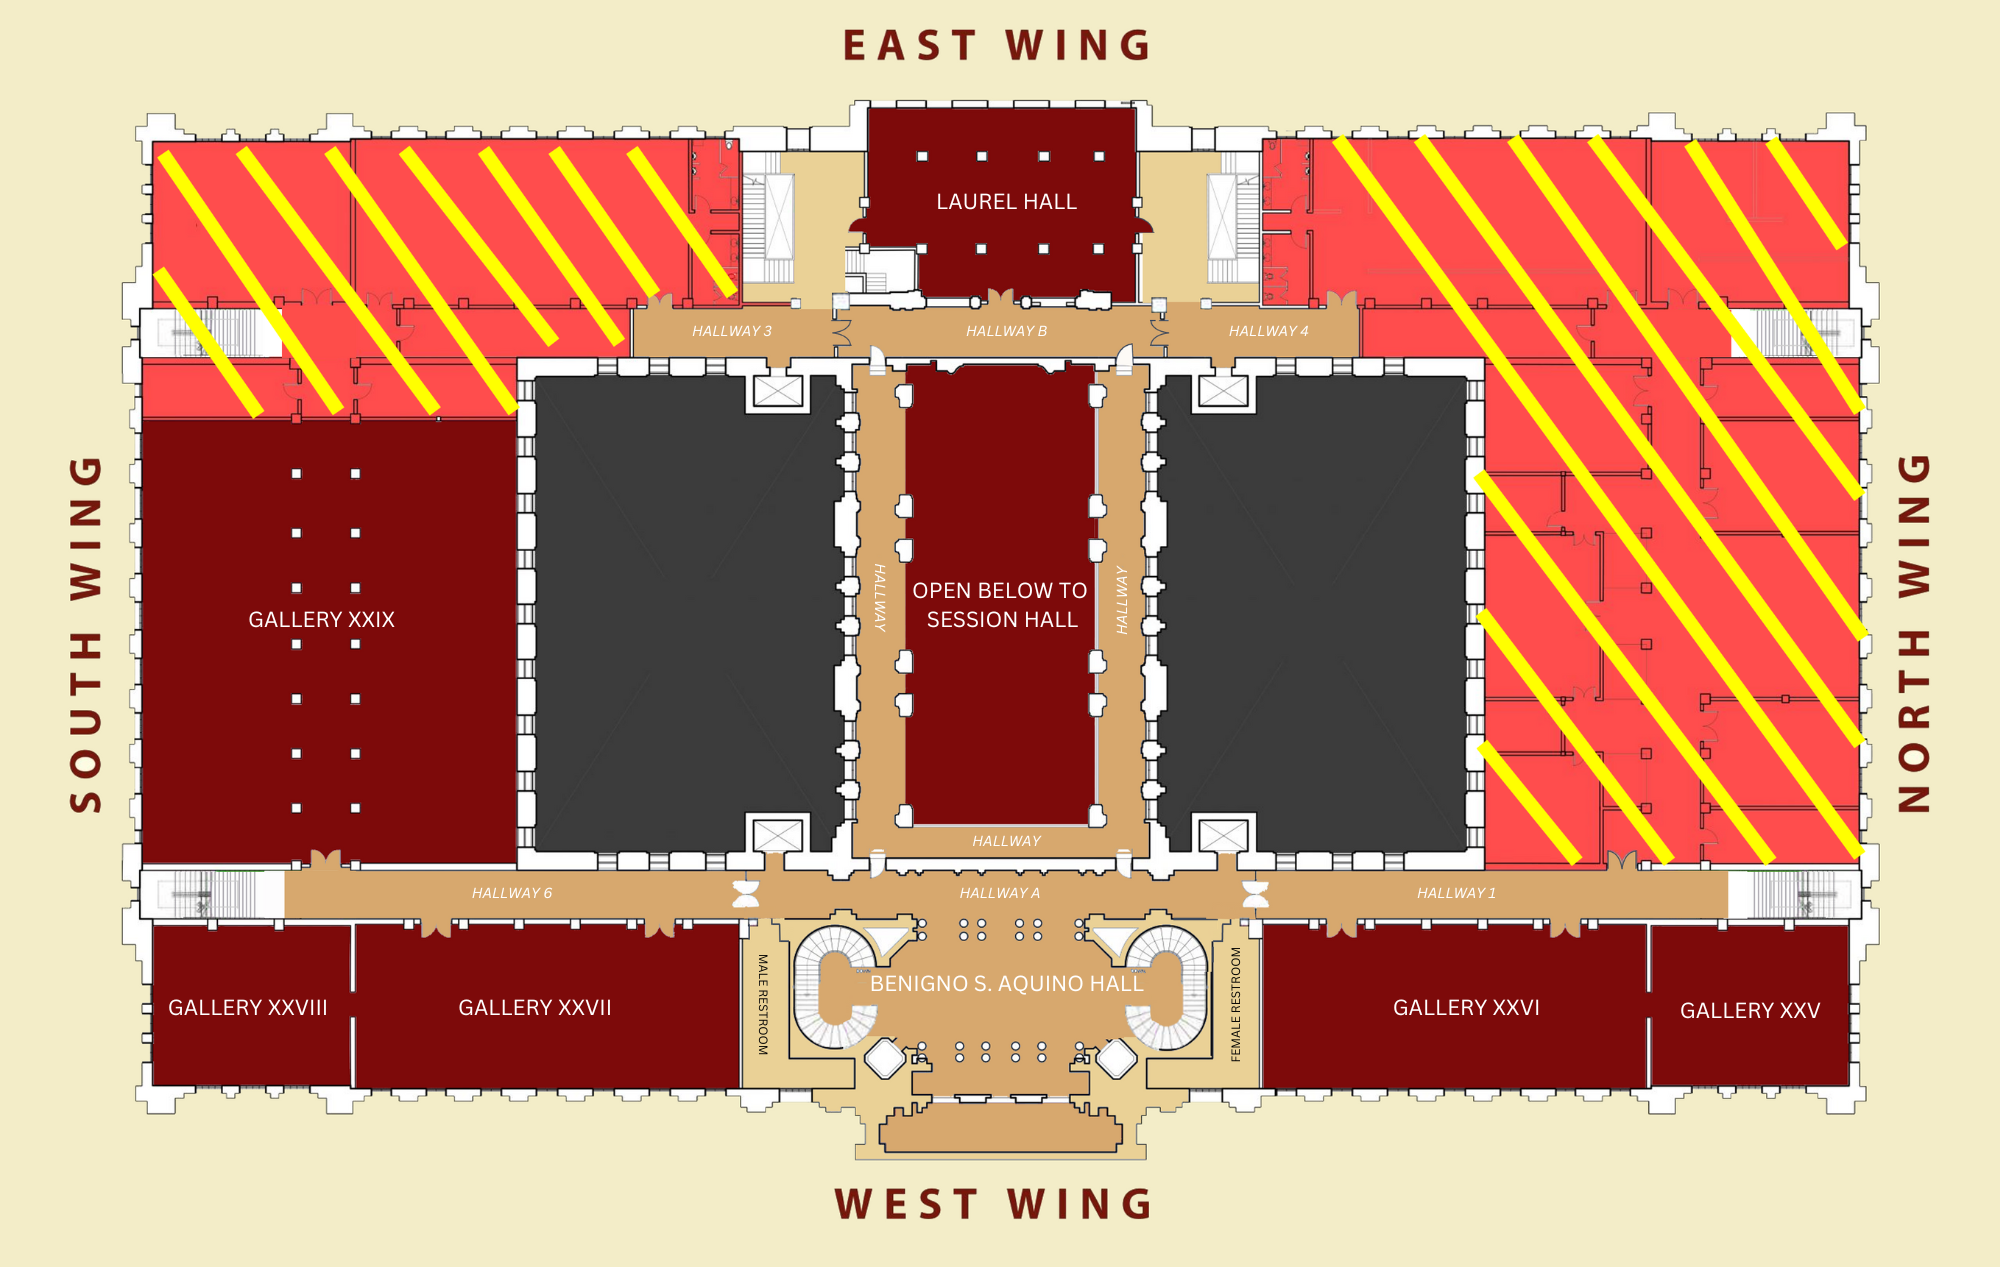 EAST WING
LAUREL HALL
HALLWAY 3
HALLWAY B
HALLWAY 4
SOUTH WING
NORTH WING
GALLERY XXIX
HALLWAY
OPEN BELOW TO
SESSION HALL
HALLWAY
HALLWAY
HALLWAY 6
HALLWAY A
HALLWAY 1
MALE RESTROOM
BENIGNO S. AQUINO HALL
FEMALE RESTROOM
GALLERY XXVIII
GALLERY XXVII
GALLERY XXVI
GALLERY XXV
WEST WING